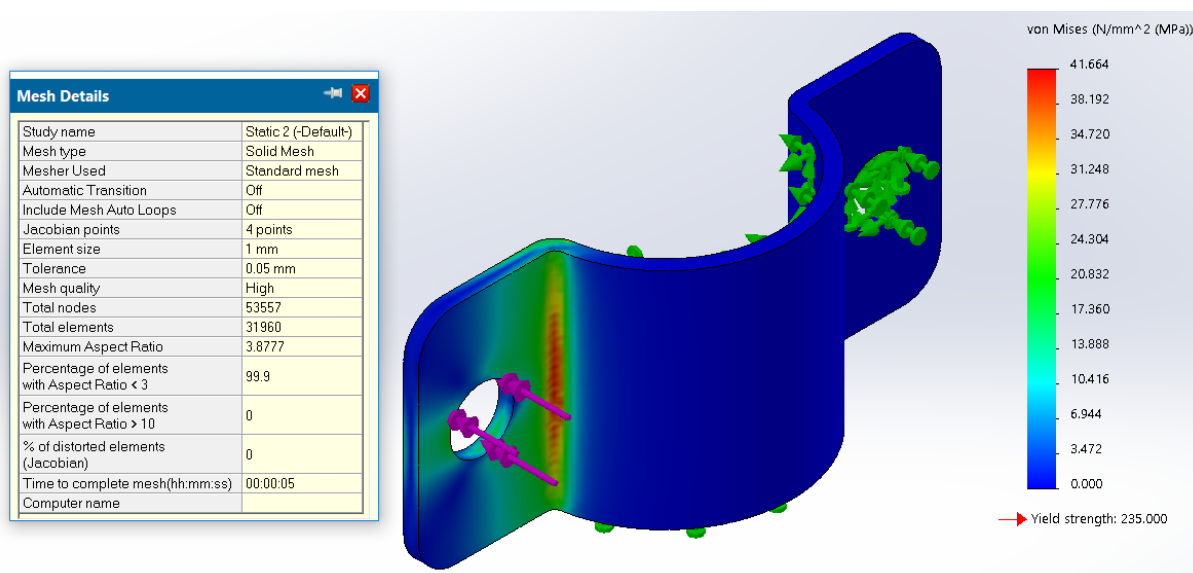 Mesh Details
Study name Static 2 (-Default-)
Mesh type Solid Mesh
Mesher Used Standard mesh
Automatic Transition Off
Include Mesh Auto Loops Off
Jacobian points 4 points
Element size 1 mm
Tolerance 0.05 mm
Mesh quality High
Total nodes 53557
Total elements 31960
Maximum Aspect Ratio 3.8777
Percentage of elements
with Aspect Ratio < 3 99.9
Percentage of elements
with Aspect Ratio > 10 0
% of distorted elements
(Jacobian) 0
Time to complete mesh(hh:mm:ss) 00:00:05
Computer name
von Mises (N/mm^2 (MPa))
41.664
38.192
34.720
31.248
27.776
24.304
20.832
17.360
13.888
10.416
6.944
3.472
0.000
Yield strength: 235.000